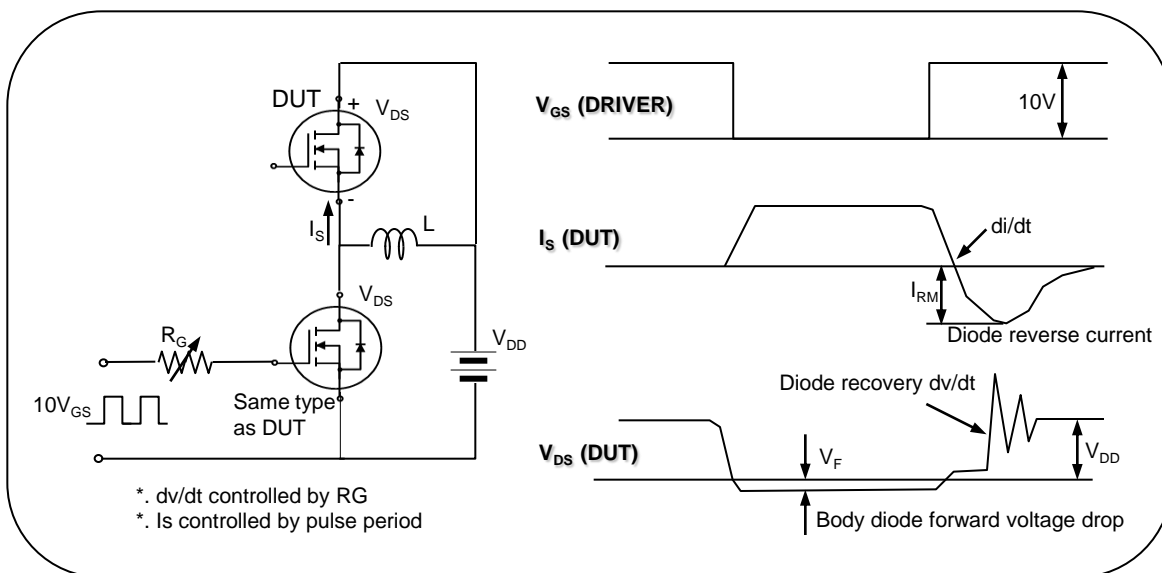 DUT
+
V_DS
-
I_S
L
V_DS
R_G
V_DD
10V_GS
Same type
as DUT
*. dv/dt controlled by RG
*. Is controlled by pulse period
V_GS (DRIVER)
10V
I_S (DUT)
di/dt
I_RM
Diode reverse current
Diode recovery dv/dt
V_DS (DUT)
V_F
V_DD
Body diode forward voltage drop